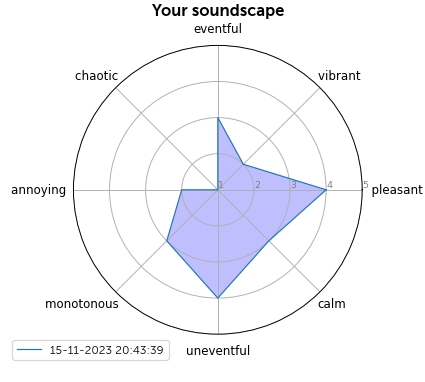 Your soundscape
eventful
chaotic
vibrant
annoying
1 2 3 4 5
pleasant
monotonous
calm
15-11-2023 20:43:39
uneventful